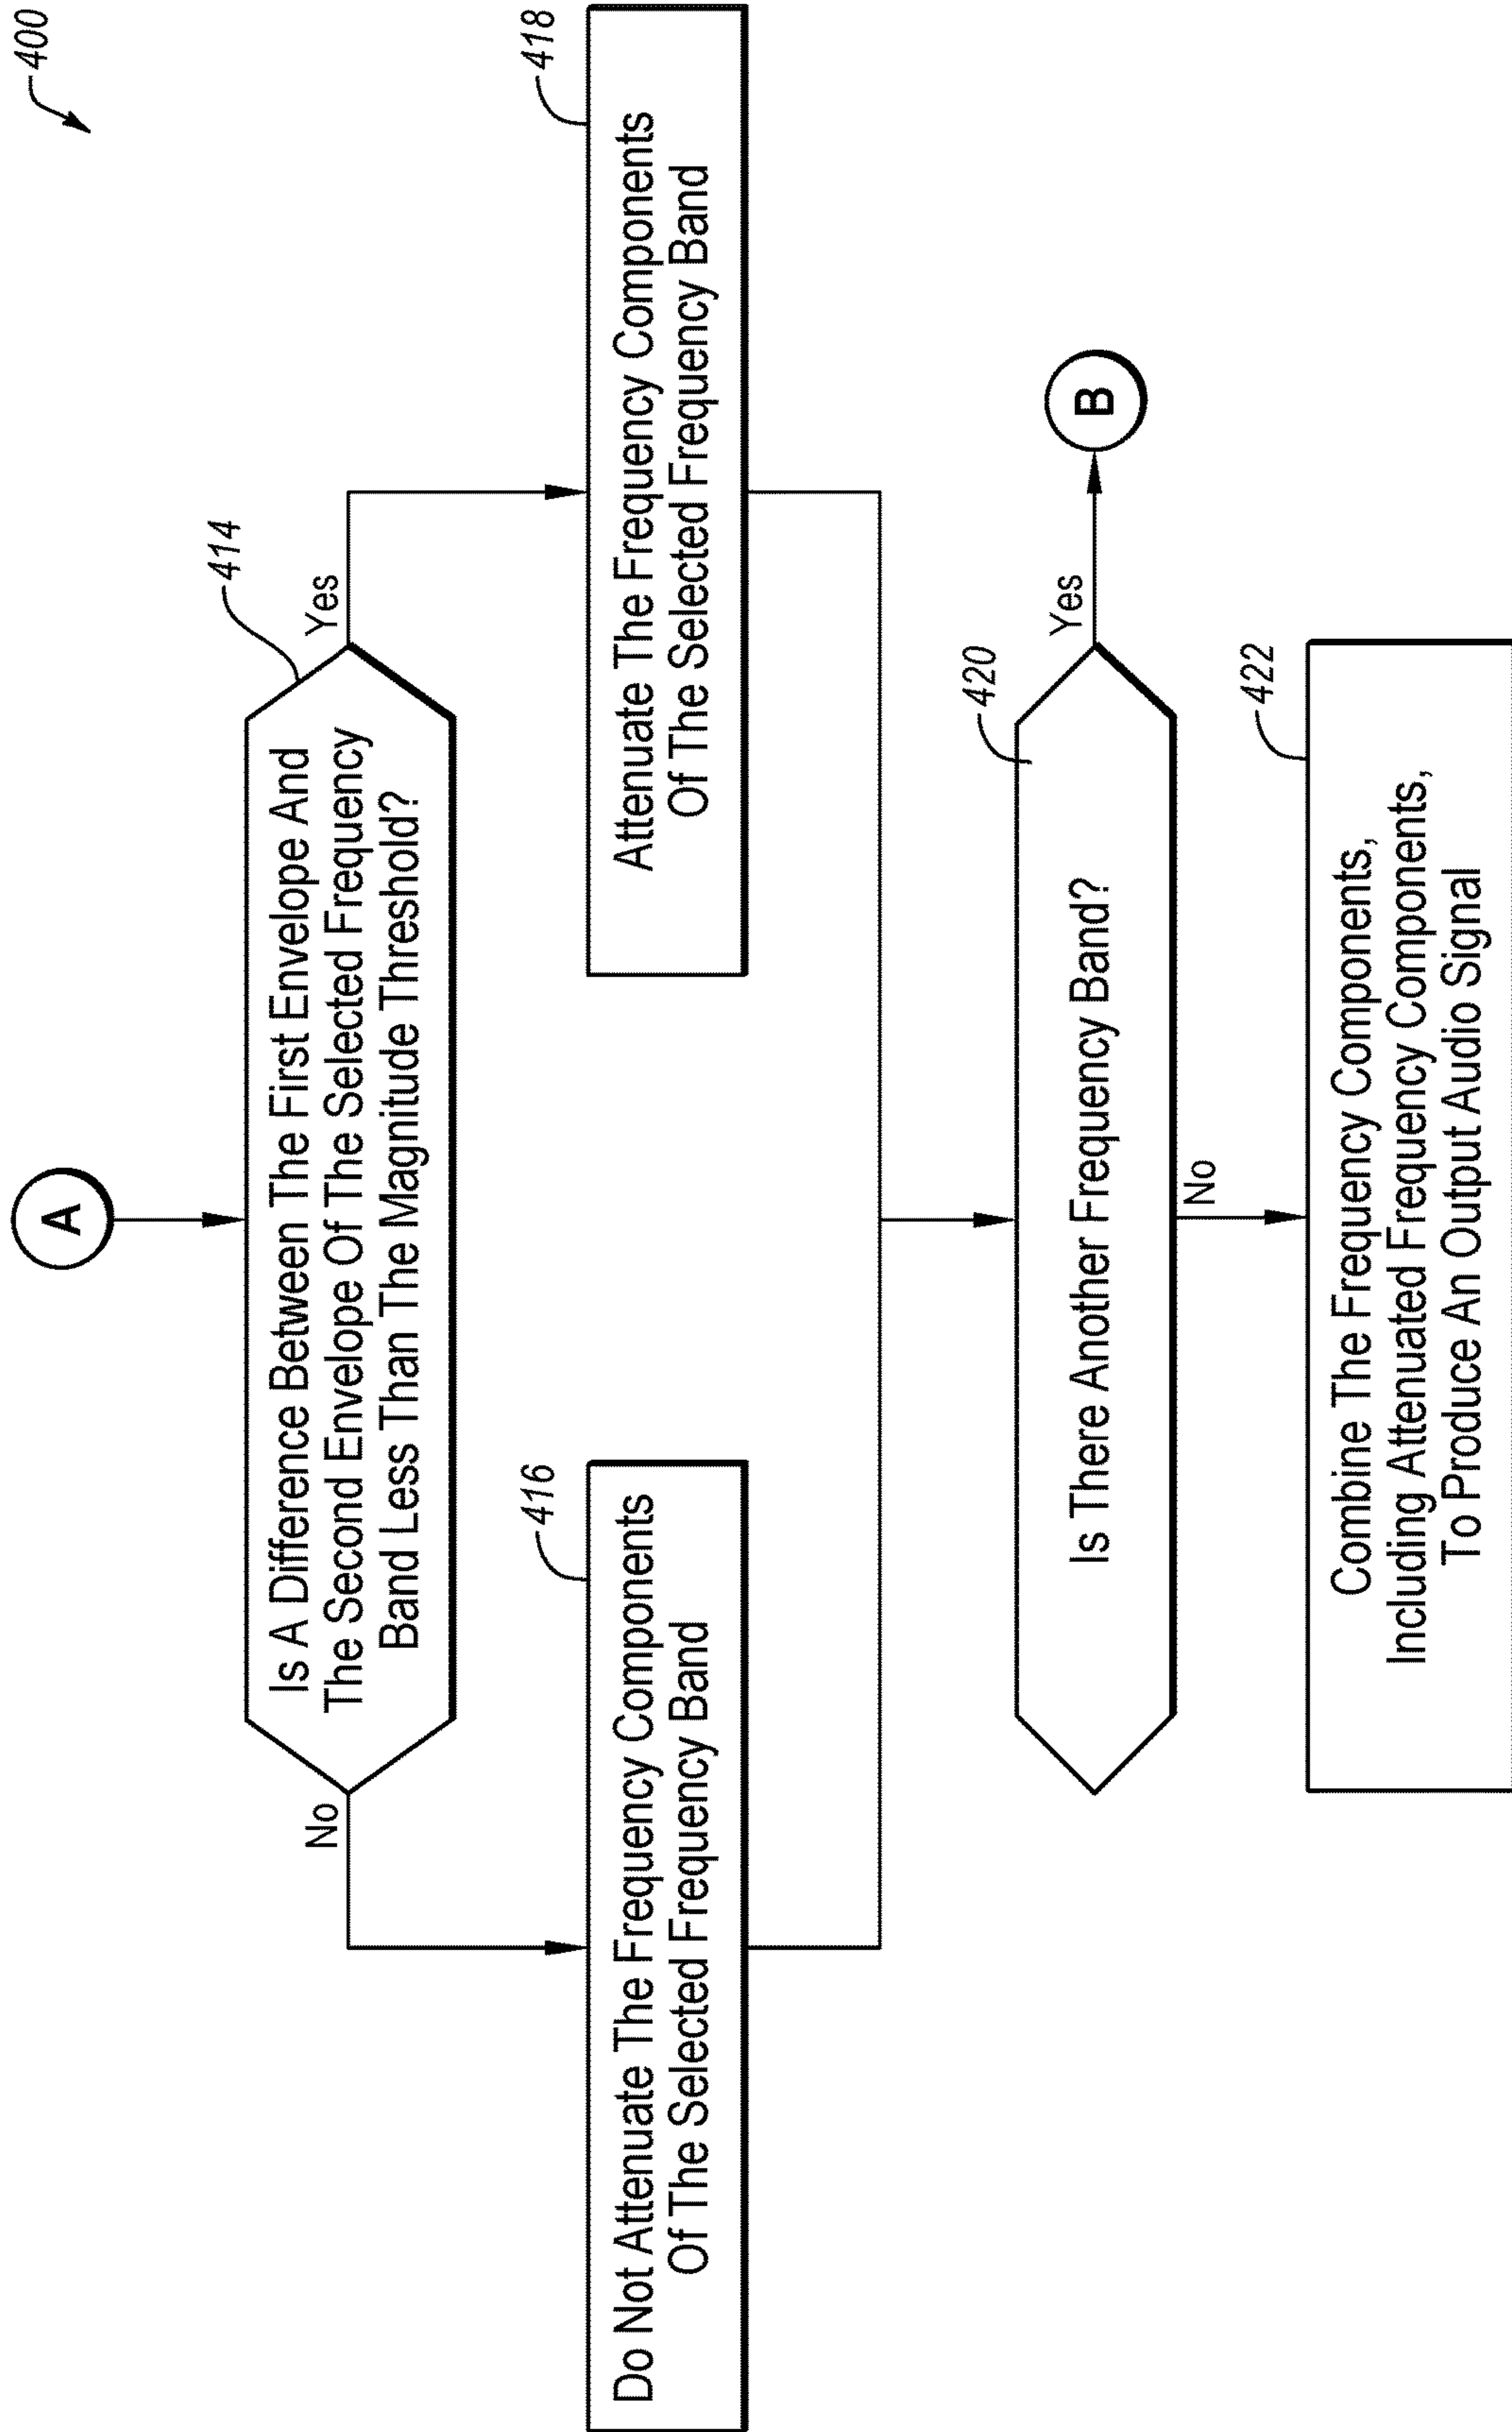 400
A
414
Is A Difference Between The First Envelope And
The Second Envelope Of The Selected Frequency
Band Less Than The Magnitude Threshold?
No
Yes
416
Do Not Attenuate The Frequency Components
Of The Selected Frequency Band
418
Attenuate The Frequency Components
Of The Selected Frequency Band
420
Is There Another Frequency Band?
Yes
B
No
422
Combine The Frequency Components,
Including Attenuated Frequency Components,
To Produce An Output Audio Signal